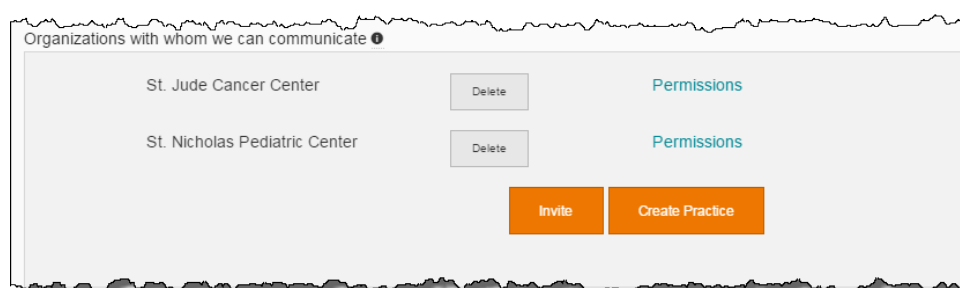 Organizations with whom we can communicate
St. Jude Cancer Center Delete Permissions
St. Nicholas Pediatric Center Delete Permissions
Invite Create Practice